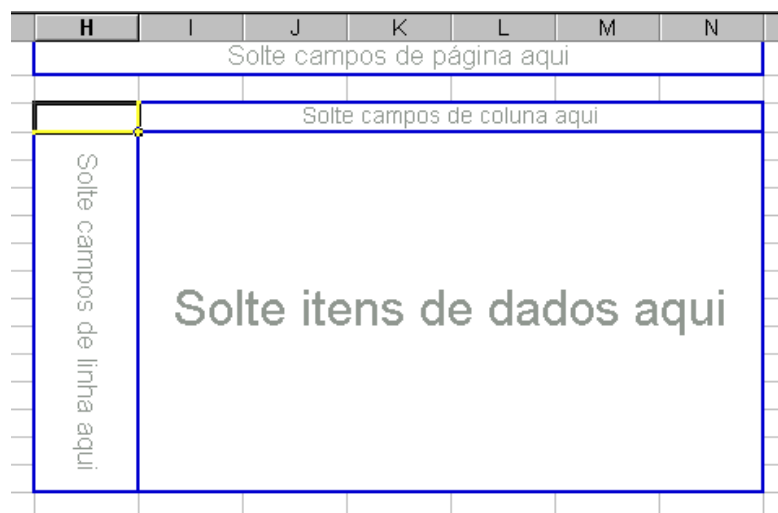 H I J K L M N
Solte campos de página aqui
Solte campos de coluna aqui
Solte campos de linha aqui
Solte itens de dados aqui